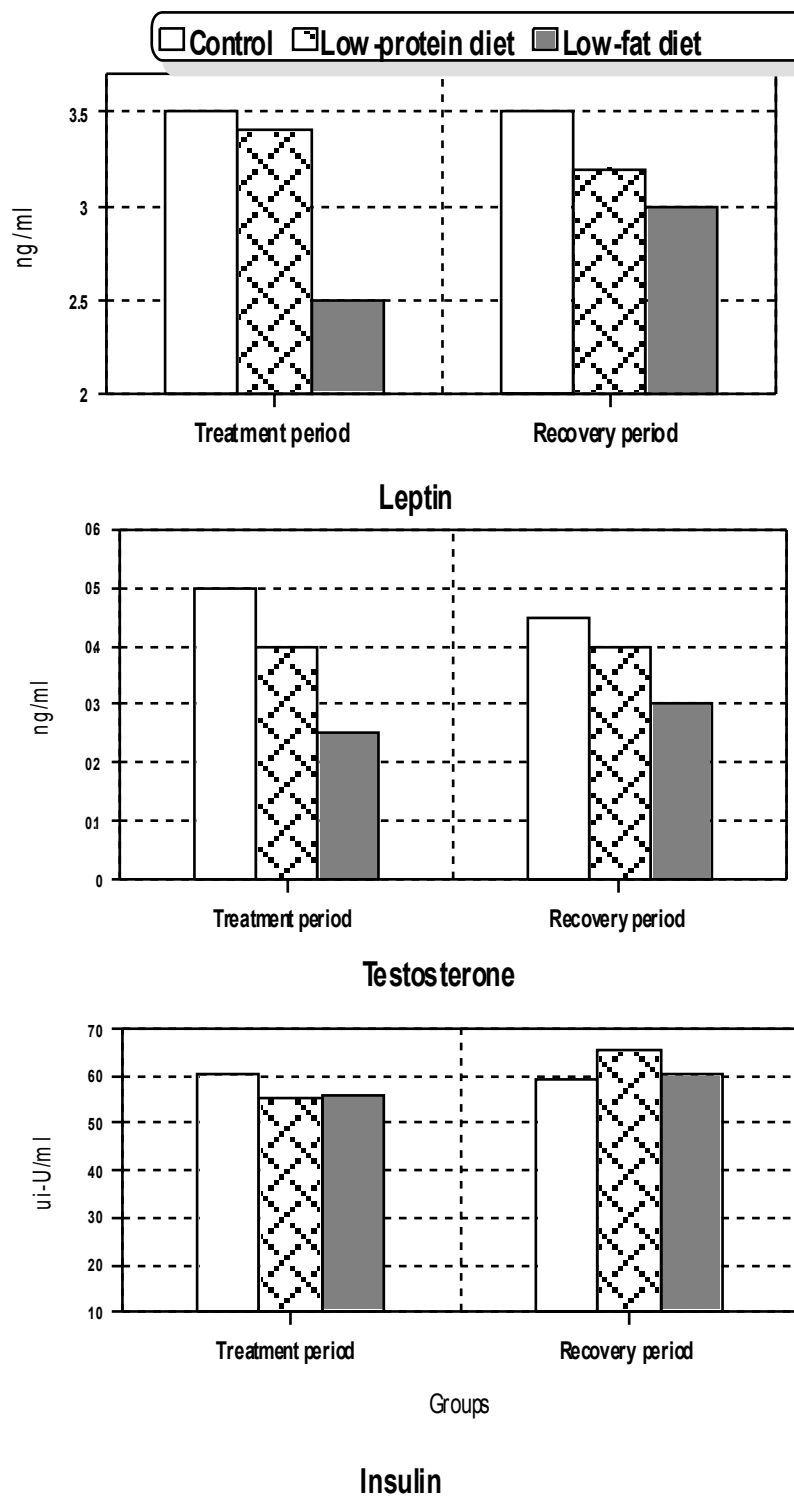 Control Low-protein diet Low-fat diet
3.5
3
2.5
2
ng/ml
Treatment period Recovery period
Leptin
06
05
04
03
02
01
0
ng/ml
Treatment period Recovery period
Testosterone
70
60
50
40
30
20
10
ui-U/ml
Treatment period Recovery period
Groups
Insulin